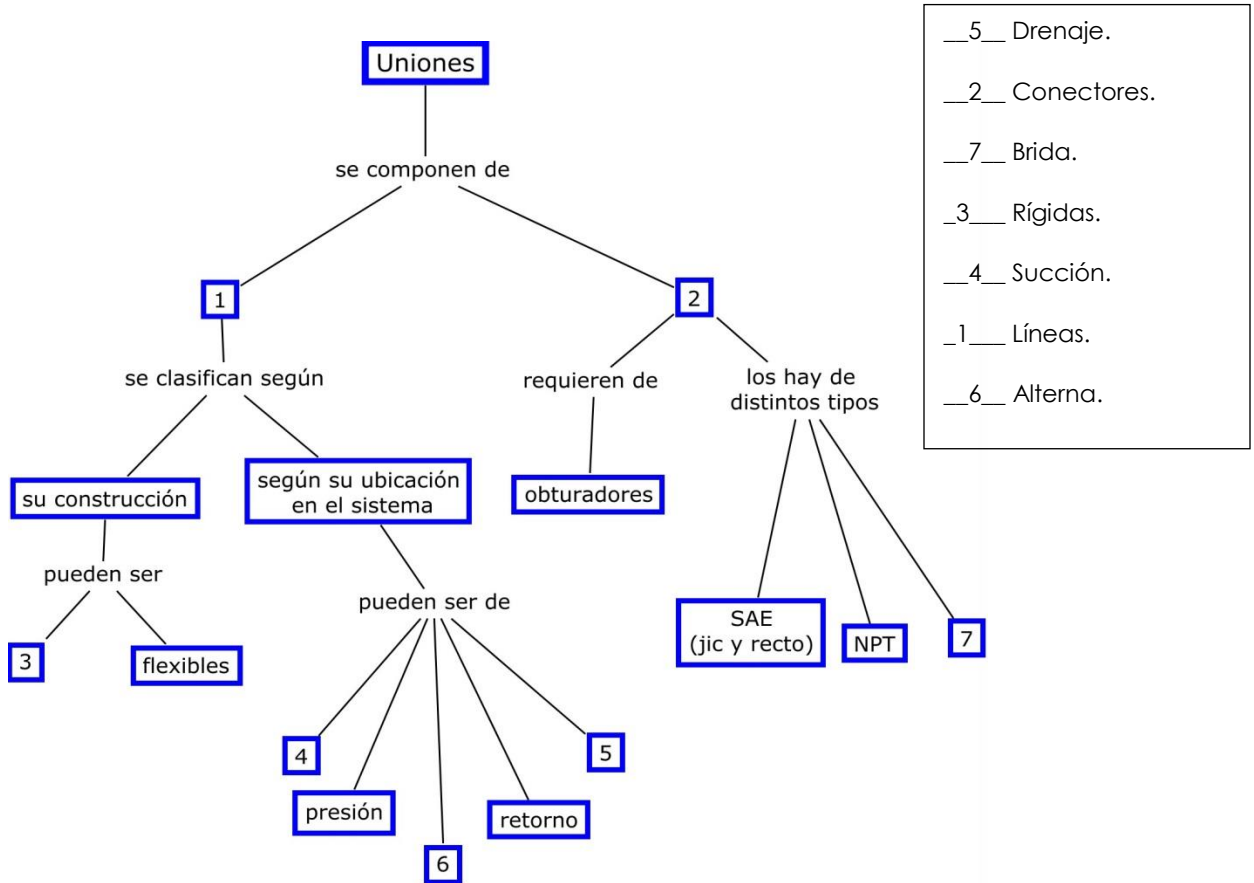 Uniones
se componen de
1
2
se clasifican según
requieren de
los hay de
distintos tipos
su construcción
según su ubicación
en el sistema
obturadores
pueden ser
pueden ser de
3
flexibles
SAE
(jic y recto)
NPT
7
4
5
presión
retorno
6
__5__ Drenaje.
__2__ Conectores.
__7__ Brida.
_3___ Rígidas.
__4__ Succión.
_1___ Líneas.
__6__ Alterna.